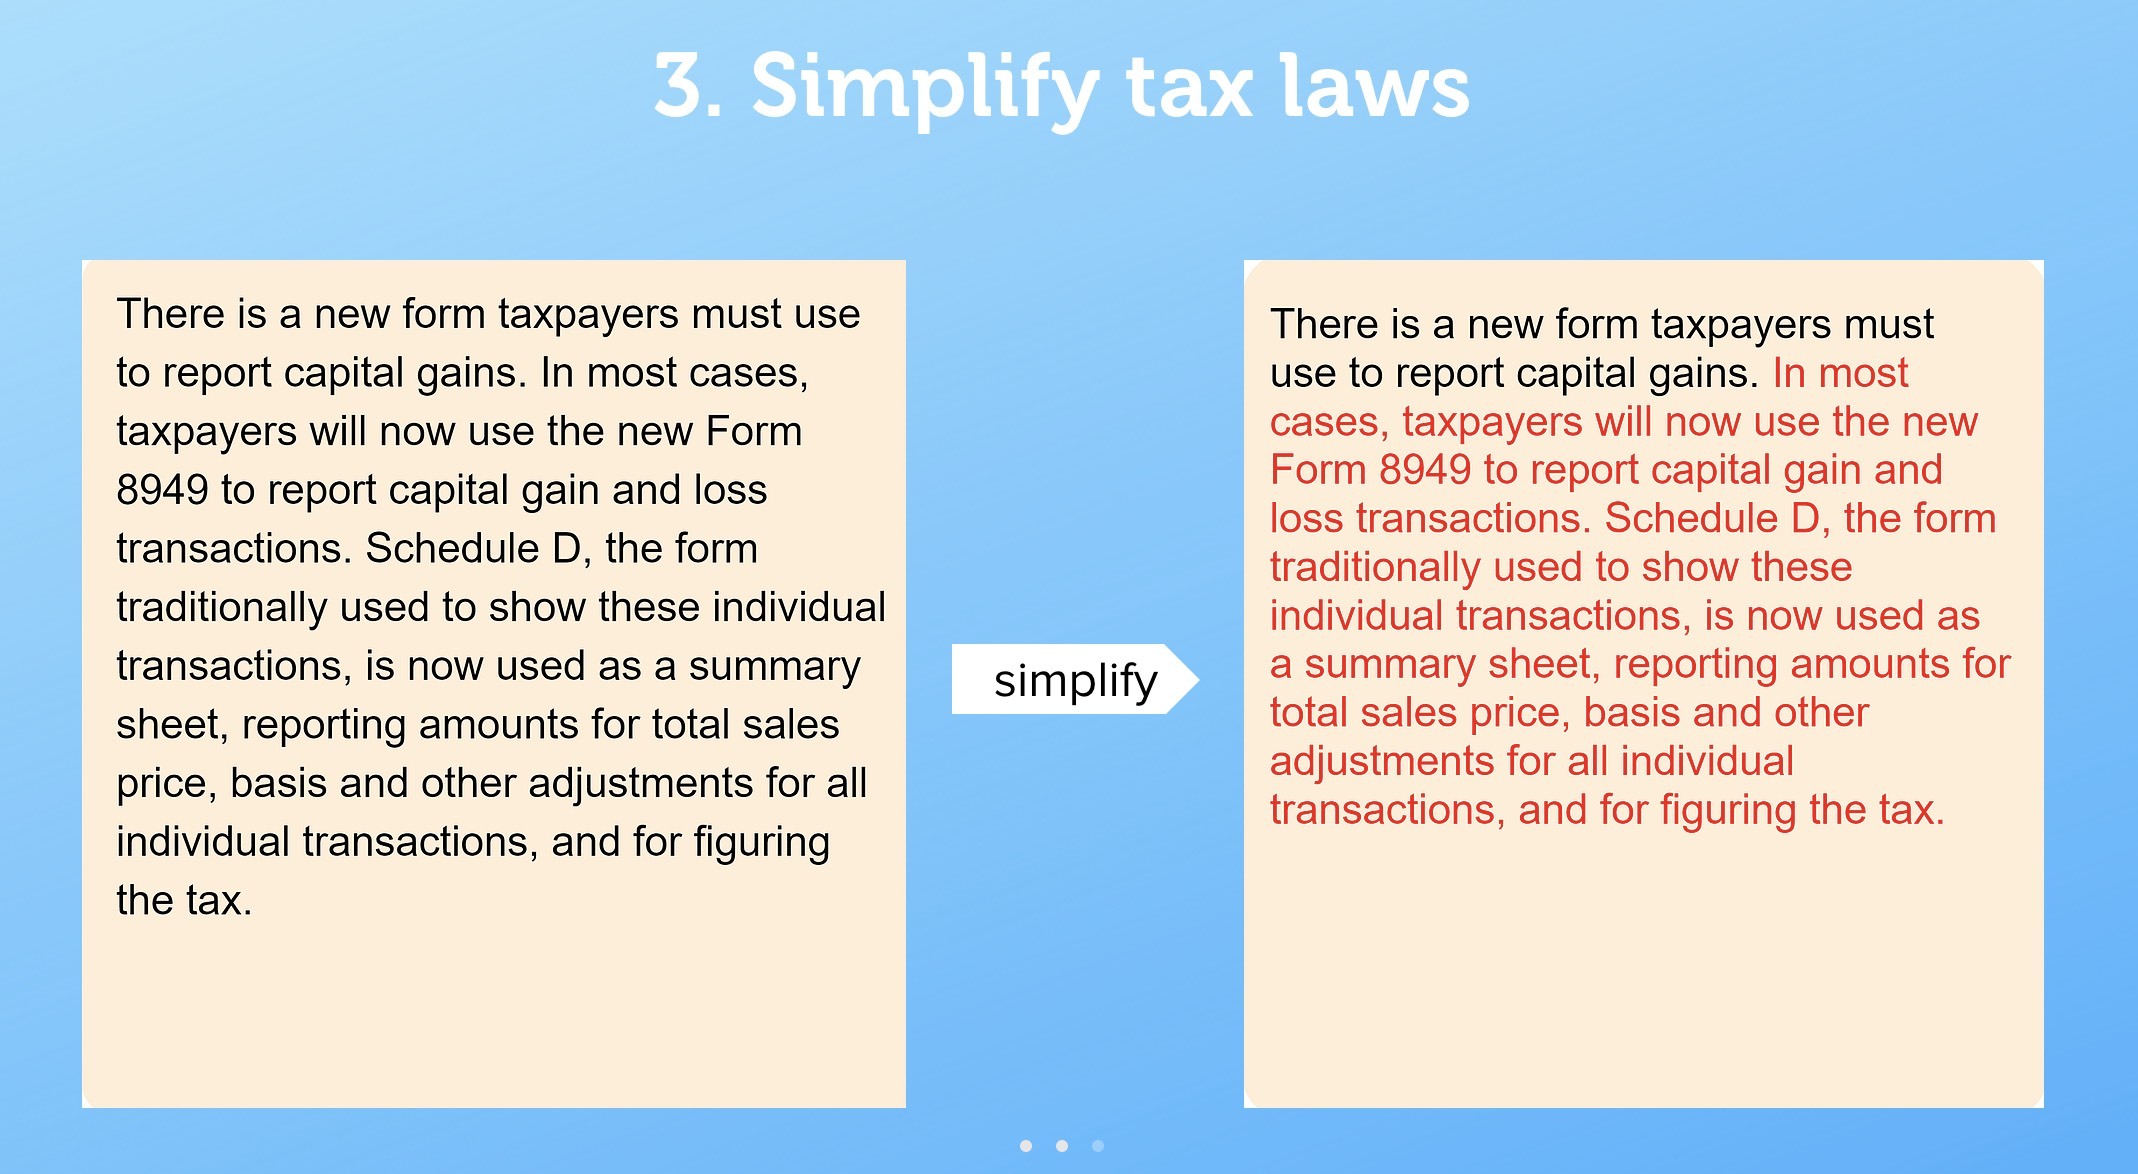 3. Simplify tax laws
There is a new form taxpayers must use
to report capital gains. In most cases,
taxpayers will now use the new Form
8949 to report capital gain and loss
transactions. Schedule D, the form
traditionally used to show these individual
transactions, is now used as a summary
sheet, reporting amounts for total sales
price, basis and other adjustments for all
individual transactions, and for figuring
the tax.
simplify
There is a new form taxpayers must
use to report capital gains. In most
cases, taxpayers will now use the new
Form 8949 to report capital gain and
loss transactions. Schedule D, the form
traditionally used to show these
individual transactions, is now used as
a summary sheet, reporting amounts for
total sales price, basis and other
adjustments for all individual
transactions, and for figuring the tax.